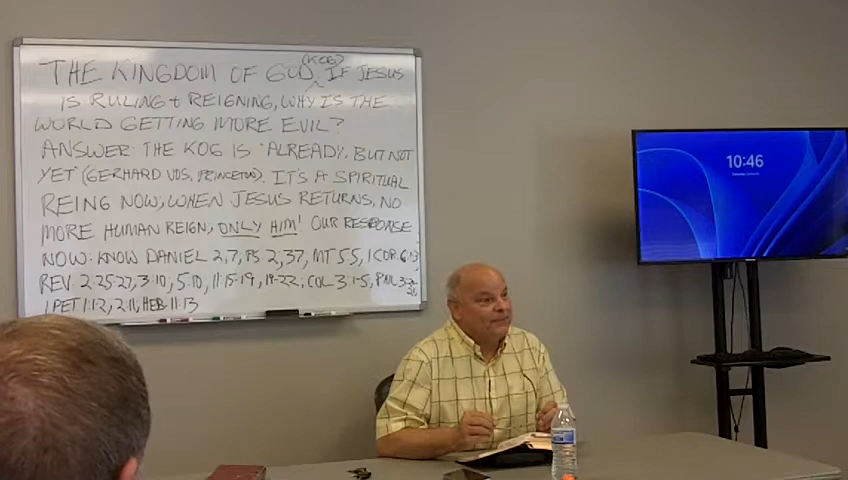 (KOG)
THE KINGDOM OF GOD, IF JESUS
IS RULING + REIGNING, WHY IS THE
WORLD GETTING MORE EVIL?
ANSWER: THE KOG IS "ALREADY, BUT NOT
YET" (GERHARD VOS, PRINCETON). IT'S A SPIRITUAL
REING NOW, WHEN JESUS RETURNS, NO
MORE HUMAN REIGN, ONLY HIM! OUR RESPONSE
NOW: KNOW DANIEL 2,7, PS. 2,37, MT 5:5, I COR. 6:1-3
REV. 2:25-27, 3:10; 5:10, 11:15-19, 19-22; COL 3:1-5, PHIL 3:20-21,
1 PET 1:1-2, 2:11, HEB 11:13
10:46